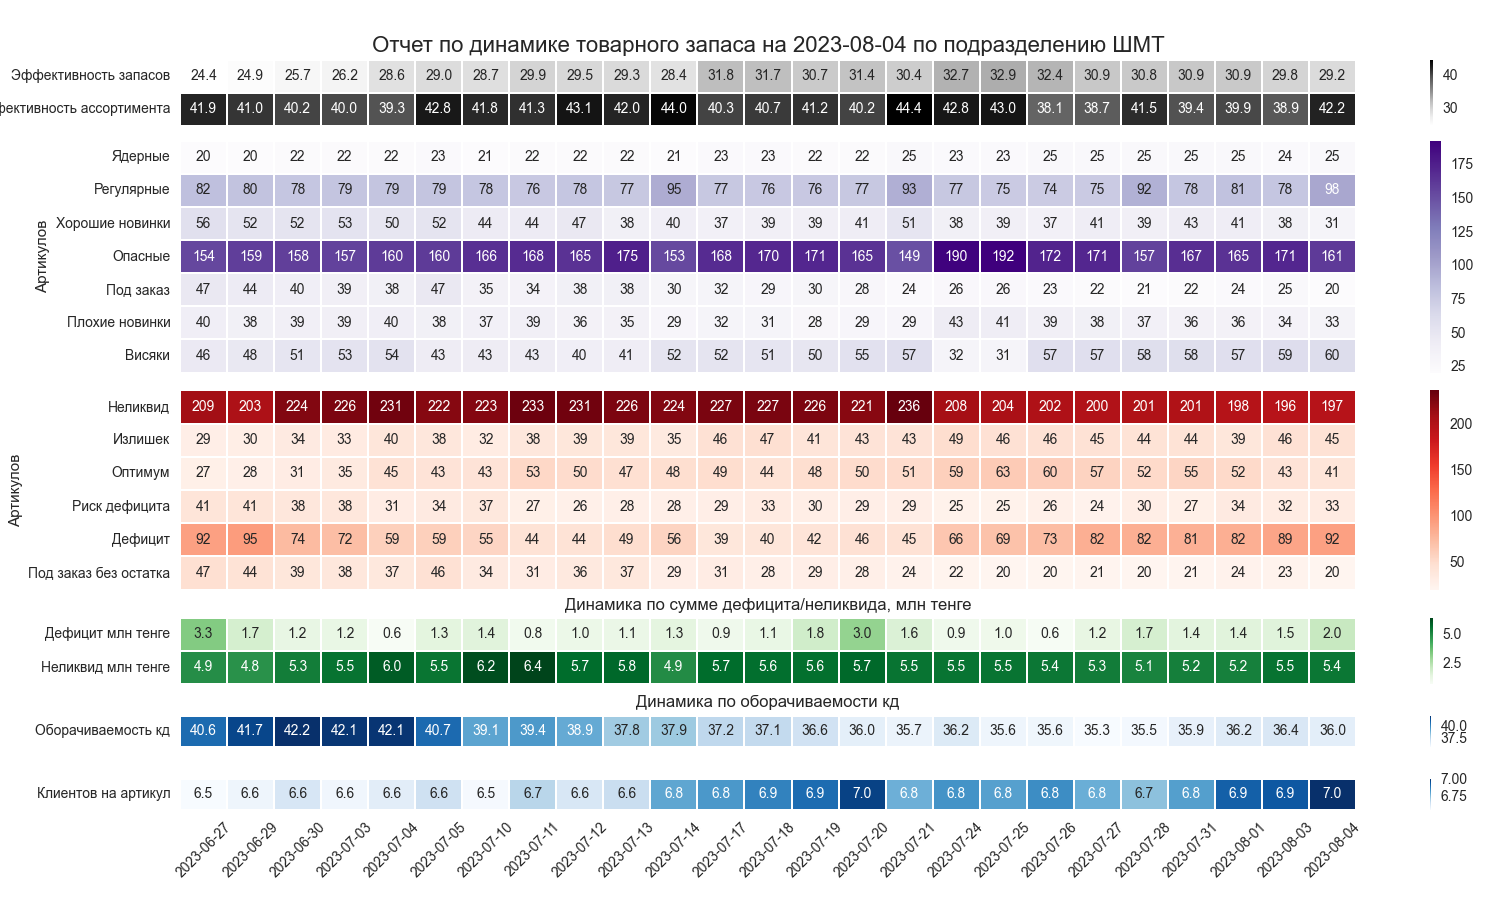 Отчет по динамике товарного запаса на 2023-08-04 по подразделению ШМТ
Эффективность запасов 24.4 24.9 25.7 26.2 28.6 29.0 28.7 29.9 29.5 29.3 28.4 31.8 31.7 30.7 31.4 30.4 32.7 32.9 32.4 30.9 30.8 30.9 30.9 29.8 29.2
фективность ассортимента 41.9 41.0 40.2 40.0 39.3 42.8 41.8 41.3 43.1 42.0 44.0 40.3 40.7 41.2 40.2 44.4 42.8 43.0 38.1 38.7 41.5 39.4 39.9 38.9 42.2
40
30
Артикулов
Ядерные 20 20 22 22 22 23 21 22 22 22 21 23 23 22 22 25 23 23 25 25 25 25 25 24 25
Регулярные 82 80 78 79 79 79 78 76 78 77 95 77 76 76 77 93 77 75 74 75 92 78 81 78 98
Хорошие новинки 56 52 52 53 50 52 44 44 47 38 40 37 39 39 41 51 38 39 37 41 39 43 41 38 31
Опасные 154 159 158 157 160 160 166 168 165 175 153 168 170 171 165 149 190 192 172 171 157 167 165 171 161
Под заказ 47 44 40 39 38 47 35 34 38 38 30 32 29 30 28 24 26 26 23 22 21 22 24 25 20
Плохие новинки 40 38 39 39 40 38 37 39 36 35 29 32 31 28 29 29 43 41 39 38 37 36 36 34 33
Висяки 46 48 51 53 54 43 43 43 40 41 52 52 51 50 55 57 32 31 57 57 58 58 57 59 60
175
150
125
100
75
50
25
Артикулов
Неликвид 209 203 224 226 231 222 223 233 231 226 224 227 227 226 221 236 208 204 202 200 201 201 198 196 197
Излишек 29 30 34 33 40 38 32 38 39 39 35 46 47 41 43 43 49 46 46 45 44 44 39 46 45
Оптимум 27 28 31 35 45 43 43 53 50 47 48 49 44 48 50 51 59 63 60 57 52 55 52 43 41
Риск дефицита 41 41 38 38 31 34 37 27 26 28 28 29 33 30 29 29 25 25 26 24 30 27 34 32 33
Дефицит 92 95 74 72 59 59 55 44 44 49 56 39 40 42 46 45 66 69 73 82 82 81 82 89 92
Под заказ без остатка 47 44 39 38 37 46 34 31 36 37 29 31 28 29 28 24 22 20 20 21 20 21 24 23 20
200
150
100
50
Динамика по сумме дефицита/неликвида, млн тенге
Дефицит млн тенге 3.3 1.7 1.2 1.2 0.6 1.3 1.4 0.8 1.0 1.1 1.3 0.9 1.1 1.8 3.0 1.6 0.9 1.0 0.6 1.2 1.7 1.4 1.4 1.5 2.0
Неликвид млн тенге 4.9 4.8 5.3 5.5 6.0 5.5 6.2 6.4 5.7 5.8 4.9 5.7 5.6 5.6 5.7 5.5 5.5 5.5 5.4 5.3 5.1 5.2 5.2 5.5 5.4
5.0
2.5
Динамика по оборачиваемости кд
Оборачиваемость кд 40.6 41.7 42.2 42.1 42.1 40.7 39.1 39.4 38.9 37.8 37.9 37.2 37.1 36.6 36.0 35.7 36.2 35.6 35.6 35.3 35.5 35.9 36.2 36.4 36.0
40.0
37.5
Клиентов на артикул 6.5 6.6 6.6 6.6 6.6 6.6 6.5 6.7 6.6 6.6 6.8 6.8 6.9 6.9 7.0 6.8 6.8 6.8 6.8 6.8 6.7 6.8 6.9 6.9 7.0
7.00
6.75
2023-06-27 2023-06-29 2023-06-30 2023-07-03 2023-07-04 2023-07-05 2023-07-10 2023-07-11 2023-07-12 2023-07-13 2023-07-14 2023-07-17 2023-07-18 2023-07-19 2023-07-20 2023-07-21 2023-07-24 2023-07-25 2023-07-26 2023-07-27 2023-07-28 2023-07-31 2023-08-01 2023-08-03 2023-08-04